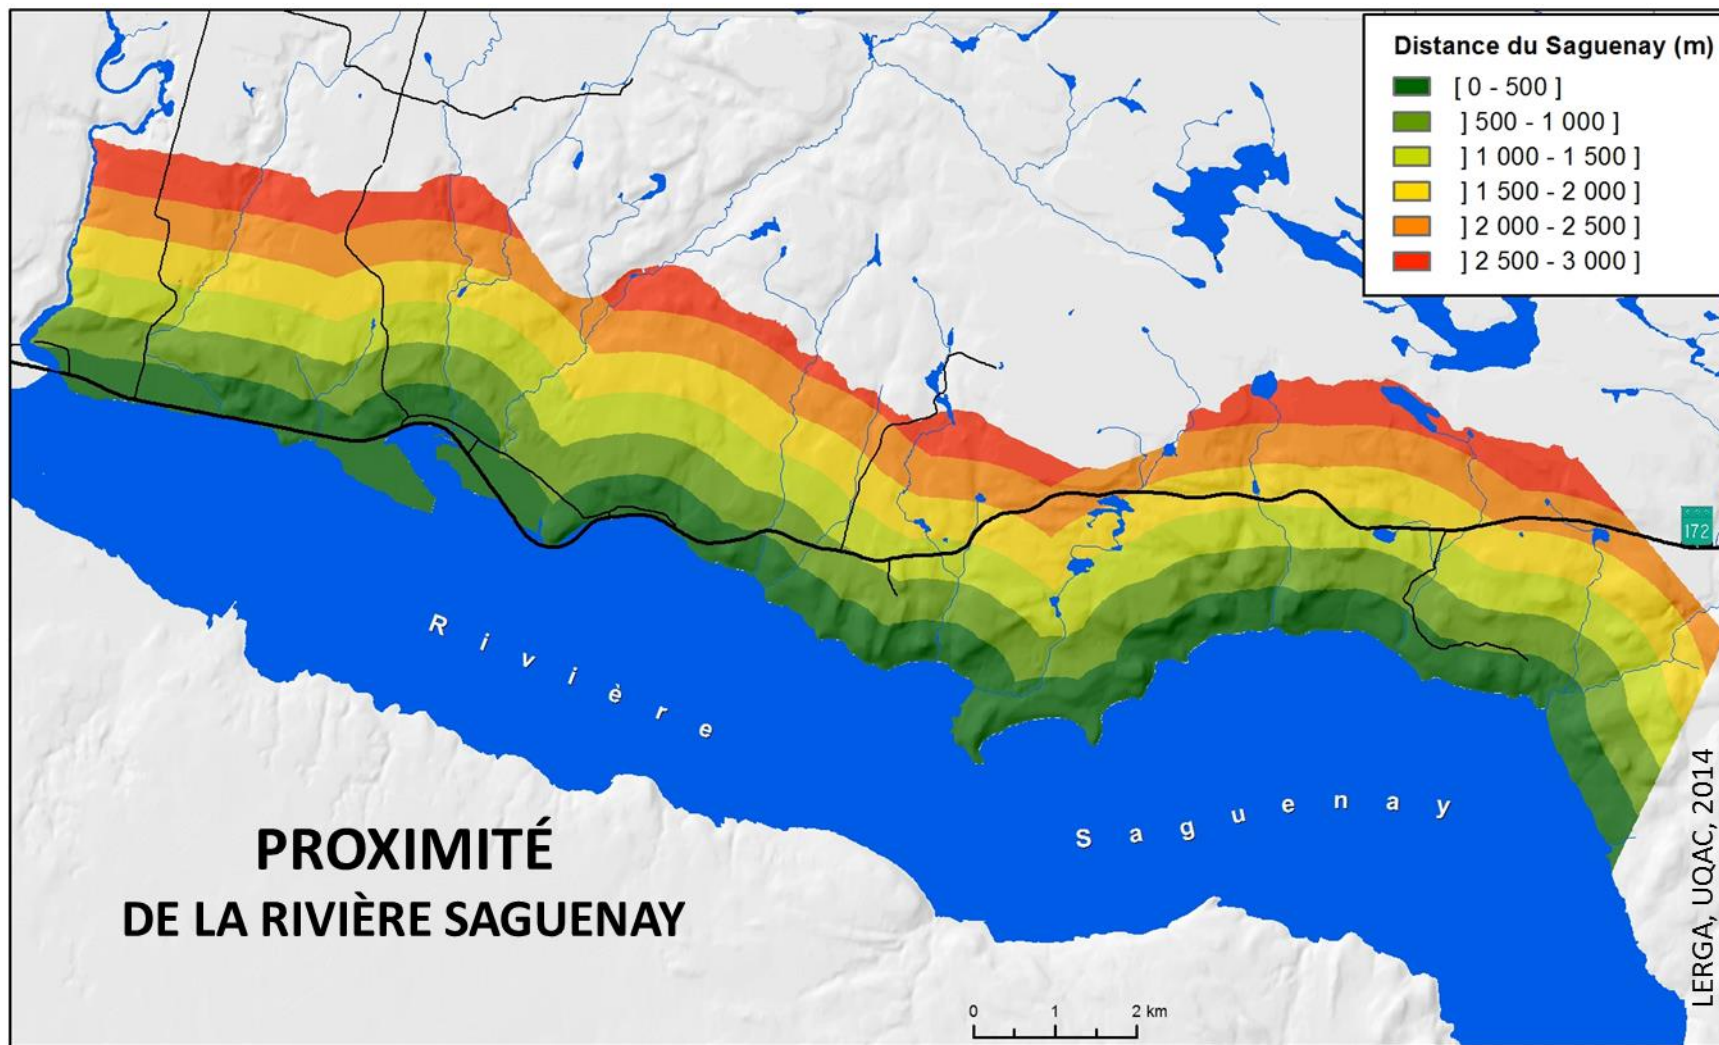 Distance du Saguenay (m)
[ 0 - 500 ]
] 500 - 1 000 ]
] 1 000 - 1 500 ]
] 1 500 - 2 000 ]
] 2 000 - 2 500 ]
] 2 500 - 3 000 ]
172
Rivière
Saguenay
PROXIMITÉ
DE LA RIVIÈRE SAGUENAY
0 1 2 km
LERGA, UQAC, 2014